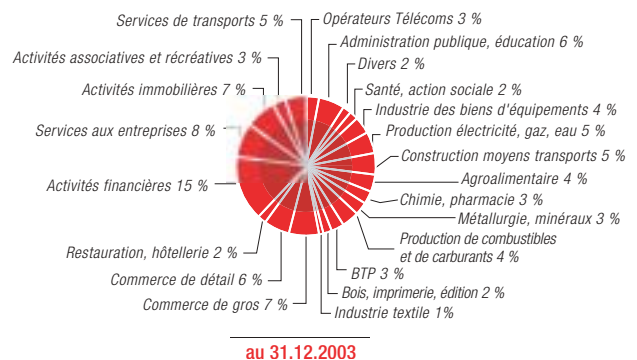 Services de transports 5 %
Opérateurs Télécoms 3 %
Administration publique, éducation 6 %
Activités associatives et récréatives 3 %
Divers 2 %
Activités immobilières 7 %
Santé, action sociale 2 %
Industrie des biens d'équipements 4 %
Services aux entreprises 8 %
Production électricité, gaz, eau 5 %
Construction moyens transports 5 %
Activités financières 15 %
Agroalimentaire 4 %
Chimie, pharmacie 3 %
Métallurgie, minéraux 3 %
Restauration, hôtellerie 2 %
Production de combustibles
et de carburants 4 %
Commerce de détail 6 %
BTP 3 %
Bois, imprimerie, édition 2 %
Commerce de gros 7 %
Industrie textile 1%
au 31.12.2003